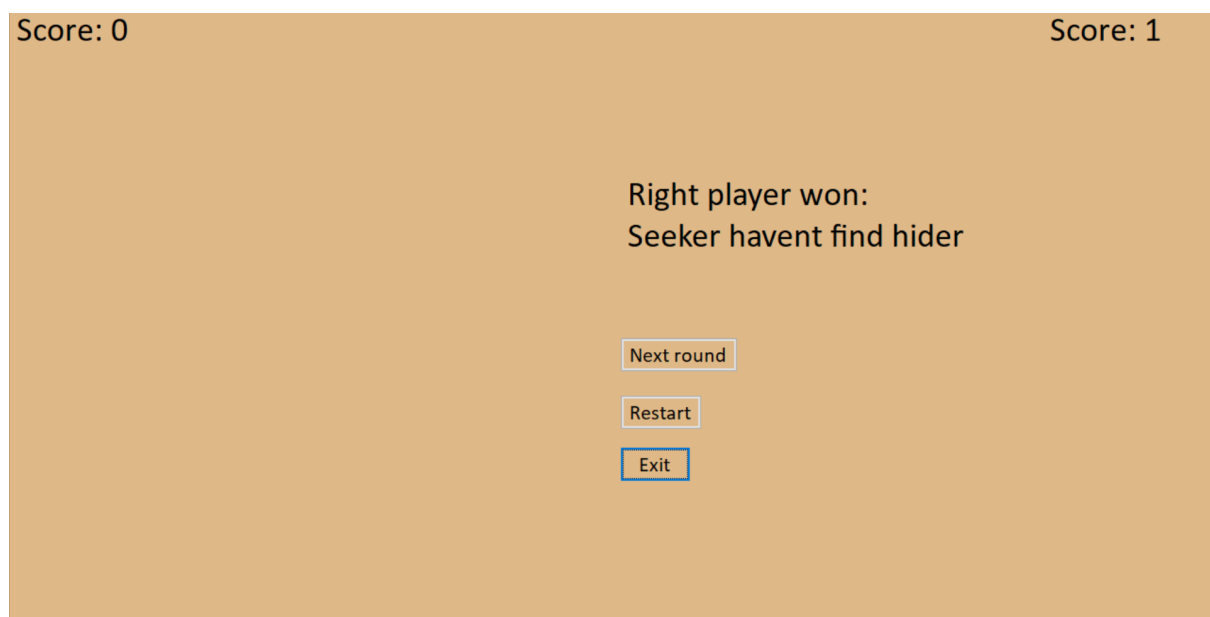 Score: 0
Score: 1
Right player won:
Seeker havent find hider
Next round
Restart
Exit